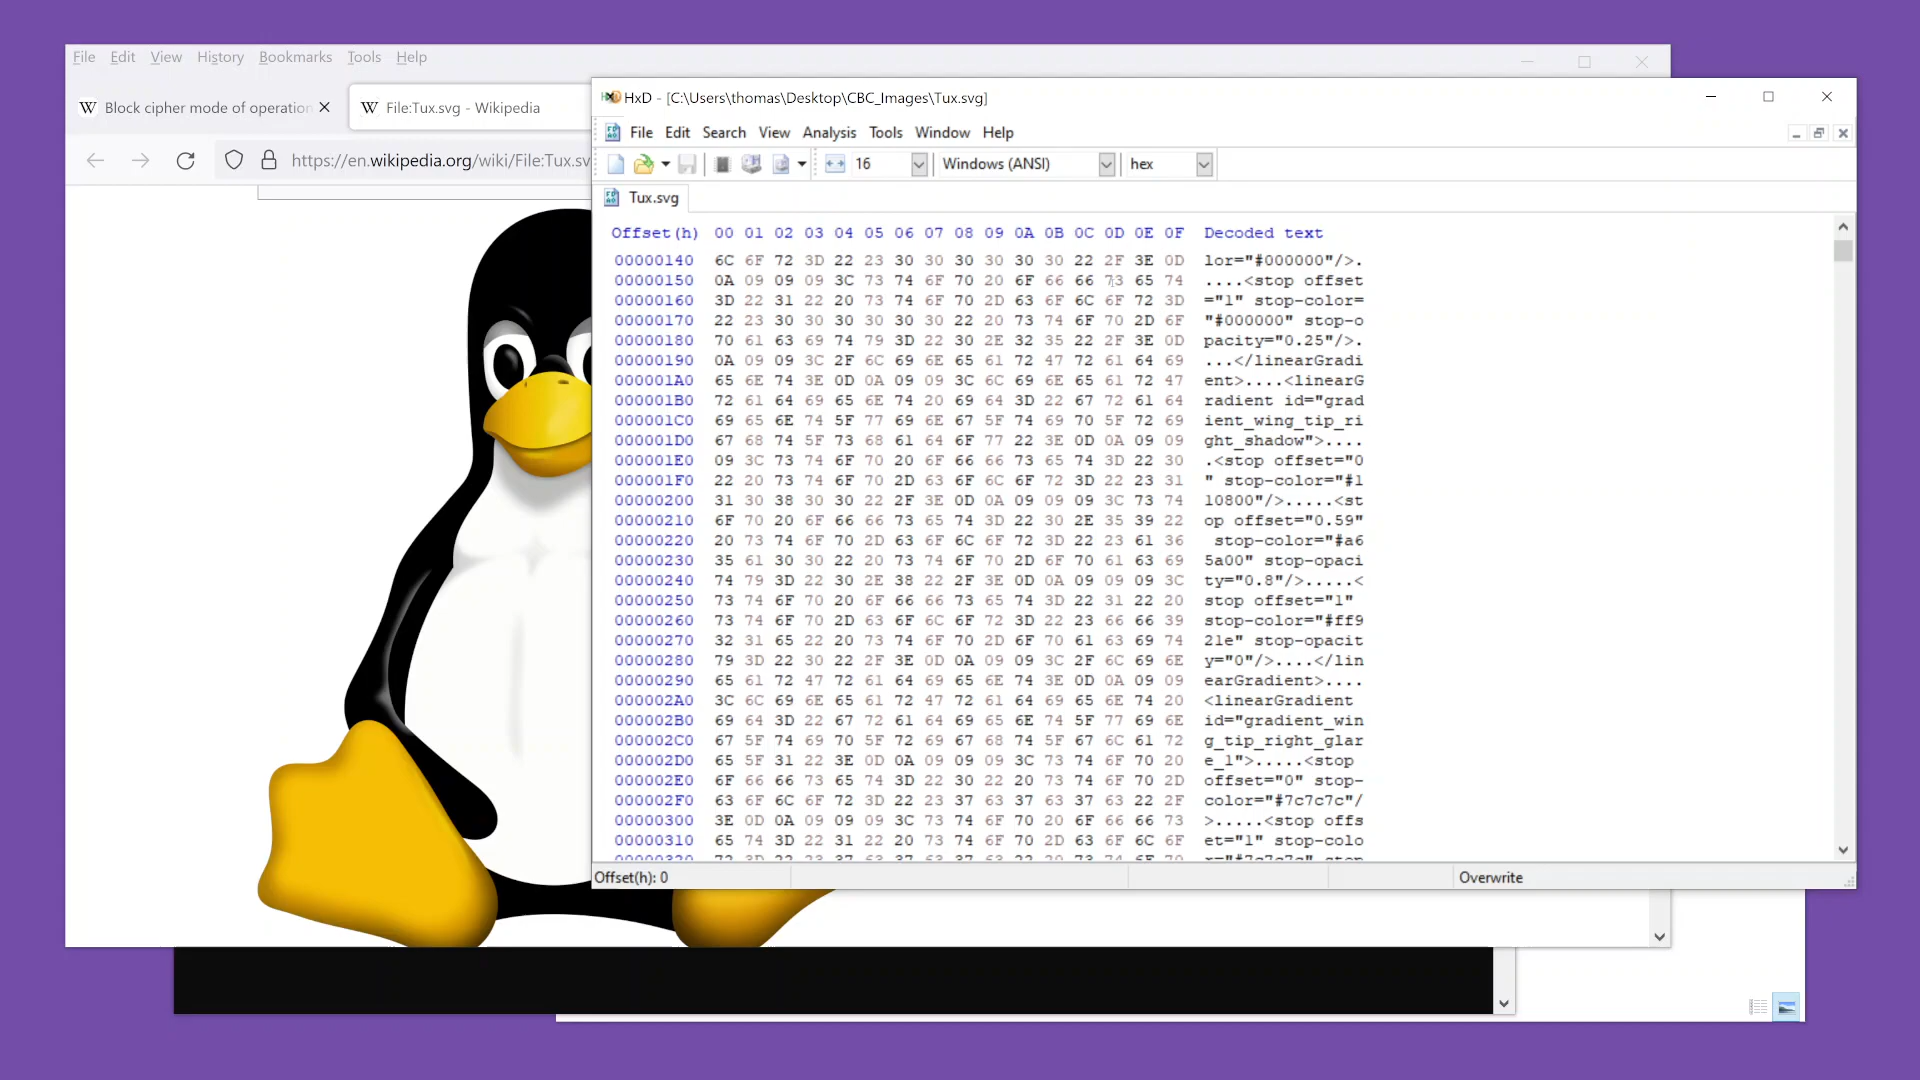 File Edit View History Bookmarks Tools Help
Block cipher mode of operation
File:Tux.svg - Wikipedia
https://en.wikipedia.org/wiki/File:Tux.sv
HxD - [C:\Users\thomas\Desktop\CBC_Images\Tux.svg]
File Edit Search View Analysis Tools Window Help
16 Windows (ANSI) hex
Tux.svg
Offset(h) 00 01 02 03 04 05 06 07 08 09 0A 0B 0C 0D 0E 0F Decoded text
00000140 6C 6F 72 3D 22 23 30 30 30 30 30 30 22 2F 3E 0D lor="#000000"/>.
00000150 0A 09 09 09 3C 73 74 6F 70 20 6F 66 66 73 65 74 ....<stop offset
00000160 3D 22 31 22 20 73 74 6F 70 2D 63 6F 6C 6F 72 3D ="1" stop-color=
00000170 22 23 30 30 30 30 30 30 22 20 73 74 6F 70 2D 6F "#000000" stop-o
00000180 70 61 63 69 74 79 3D 22 30 2E 32 35 22 2F 3E 0D pacity="0.25"/>.
00000190 0A 09 09 3C 2F 6C 69 6E 65 61 72 47 72 61 64 69 ...</linearGradi
000001A0 65 6E 74 3E 0D 0A 09 09 3C 6C 69 6E 65 61 72 47 ent>....<linearG
000001B0 72 61 64 69 65 6E 74 20 69 64 3D 22 67 72 61 64 radient id="grad
000001C0 69 65 6E 74 5F 77 69 6E 67 5F 74 69 70 5F 72 69 ient_wing_tip_ri
000001D0 67 68 74 5F 73 68 61 64 6F 77 22 3E 0D 0A 09 09 ght_shadow">....
000001E0 09 3C 73 74 6F 70 20 6F 66 66 73 65 74 3D 22 30 .<stop offset="0
000001F0 22 20 73 74 6F 70 2D 63 6F 6C 6F 72 3D 22 23 31 " stop-color="#1
00000200 31 30 38 30 30 22 2F 3E 0D 0A 09 09 09 3C 73 74 10800"/>.....<st
00000210 6F 70 20 6F 66 66 73 65 74 3D 22 30 2E 35 39 22 op offset="0.59"
00000220 20 73 74 6F 70 2D 63 6F 6C 6F 72 3D 22 23 61 36 stop-color="#a6
00000230 35 61 30 30 22 20 73 74 6F 70 2D 6F 70 61 63 69 5a00" stop-opaci
00000240 74 79 3D 22 30 2E 38 22 2F 3E 0D 0A 09 09 09 3C ty="0.8"/>.....<
00000250 73 74 6F 70 20 6F 66 66 73 65 74 3D 22 31 22 20 stop offset="1"
00000260 73 74 6F 70 2D 63 6F 6C 6F 72 3D 22 23 66 66 39 stop-color="#ff9
00000270 32 31 65 22 20 73 74 6F 70 2D 6F 70 61 63 69 74 21e" stop-opacit
00000280 79 3D 22 30 22 2F 3E 0D 0A 09 09 3C 2F 6C 69 6E y="0"/>....</lin
00000290 65 61 72 47 72 61 64 69 65 6E 74 3E 0D 0A 09 09 earGradient>....
000002A0 3C 6C 69 6E 65 61 72 47 72 61 64 69 65 6E 74 20 <linearGradient
000002B0 69 64 3D 22 67 72 61 64 69 65 6E 74 5F 77 69 6E id="gradient_win
000002C0 67 5F 74 69 70 5F 72 69 67 68 74 5F 67 6C 61 72 g_tip_right_glar
000002D0 65 5F 31 22 3E 0D 0A 09 09 09 3C 73 74 6F 70 20 e_1">.....<stop
000002E0 6F 66 66 73 65 74 3D 22 30 22 20 73 74 6F 70 2D offset="0" stop-
000002F0 63 6F 6C 6F 72 3D 22 23 37 63 37 63 37 63 22 2F color="#7c7c7c"/
00000300 3E 0D 0A 09 09 09 3C 73 74 6F 70 20 6F 66 66 73 >.....<stop offs
00000310 65 74 3D 22 31 22 20 73 74 6F 70 2D 63 6F 6C 6F et="1" stop-colo
00000320 72 3D 22 23 37 63 37 63 37 63 22 20 73 74 6F 70 r="#7c7c7c" stop
Offset(h): 0 Overwrite